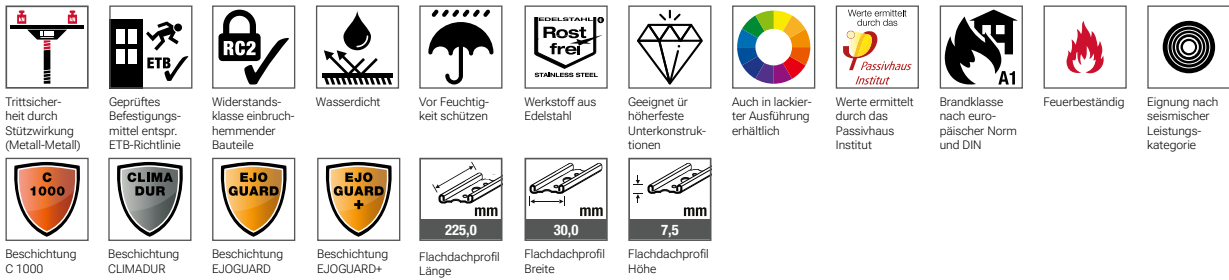 kN
kN
Trittsicher-
heit durch
Stützwirkung
(Metall-Metall)
ETB
Geprüftes
Befestigungs-
mittel entspr.
ETB-Richtlinie
RC2
Widerstands-
klasse einbruch-
hemmender
Bauteile
Wasserdicht
Vor Feuchtig-
keit schützen
EDELSTAHL
Rost
frei
STAINLESS STEEL
Werkstoff aus
Edelstahl
Geeignet ür
höherfeste
Unterkonstruk-
tionen
Auch in lackier-
ter Ausführung
erhältlich
Werte ermittelt
durch das
Passivhaus
Institut
Werte ermittelt
durch das
Passivhaus
Institut
A1
Brandklasse
nach euro-
päischer Norm
und DIN
Feuerbeständig
Eignung nach
seismischer
Leistungs-
kategorie
C
1000
Beschichtung
C 1000
CLIMA
DUR
Beschichtung
CLIMADUR
EJO
GUARD
Beschichtung
EJOGUARD
EJO
GUARD
+
Beschichtung
EJOGUARD+
mm
225,0
Flachdachprofil
Länge
mm
30,0
Flachdachprofil
Breite
mm
7,5
Flachdachprofil
Höhe